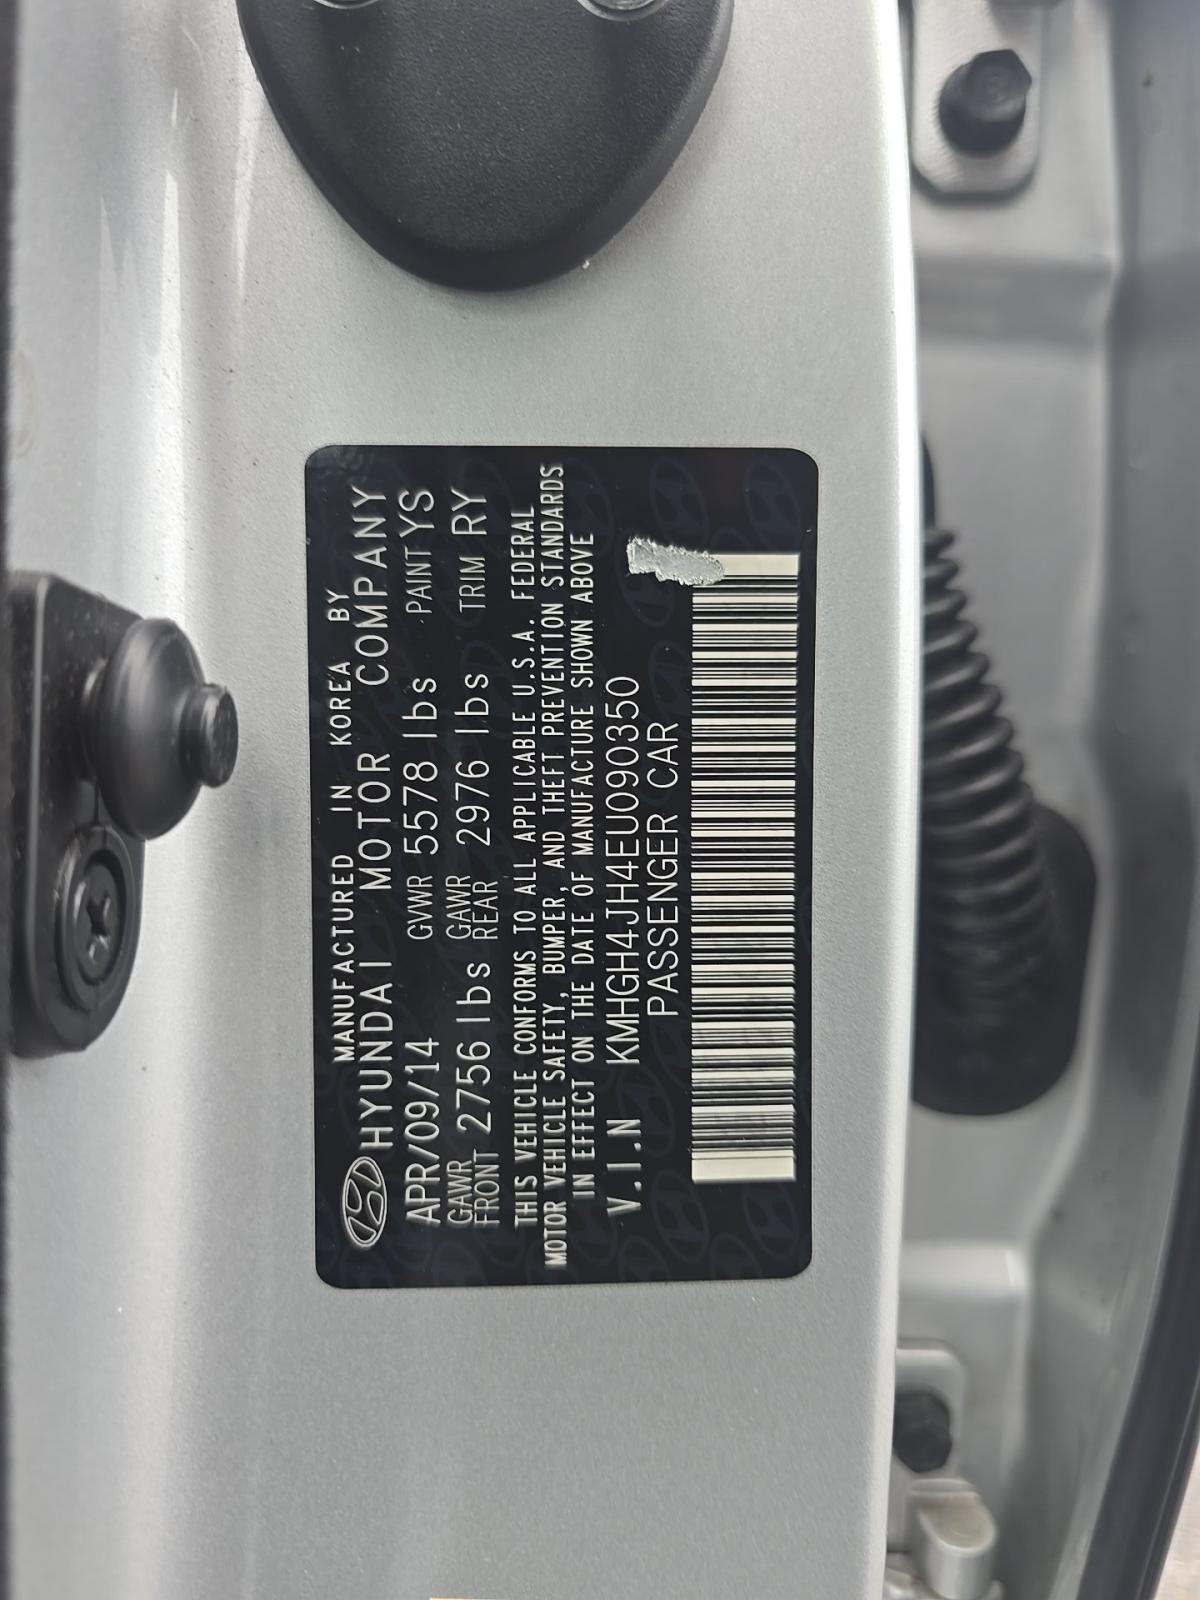 MANUFACTURED IN KOREA BY
HYUNDAI MOTOR COMPANY
APR/09/14 GVWR 5578 lbs PAINT YS
GAWR FRONT 2756 lbs GAWR REAR 2976 lbs TRIM RY
THIS VEHICLE CONFORMS TO ALL APPLICABLE U.S.A. FEDERAL
MOTOR VEHICLE SAFETY, BUMPER, AND THEFT PREVENTION STANDARDS
IN EFFECT ON THE DATE OF MANUFACTURE SHOWN ABOVE
V.I.N KMHGH4JH4EU090350
PASSENGER CAR